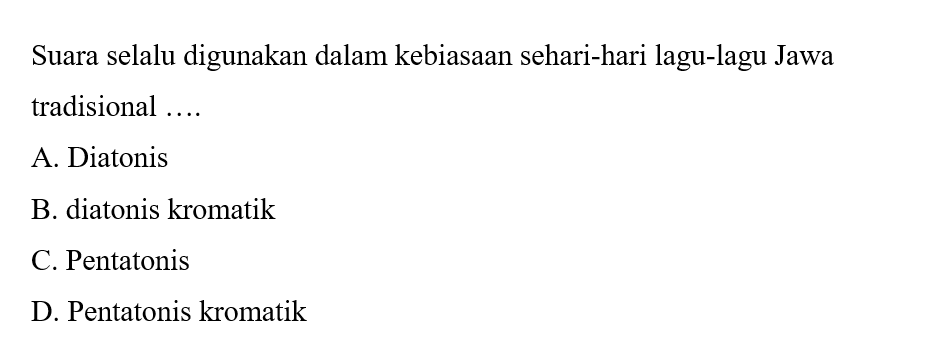 Suara selalu digunakan dalam kebiasaan sehari-hari lagu-lagu Jawa
tradisional ….
A. Diatonis
B. diatonis kromatik
C. Pentatonis
D. Pentatonis kromatik